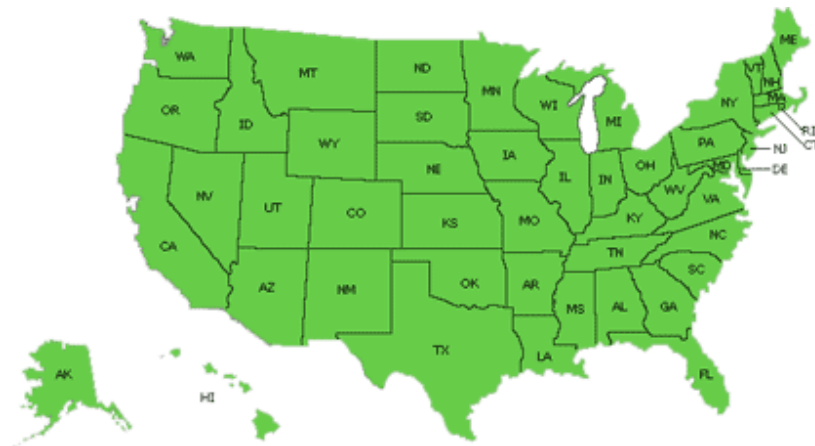 WA
MT
ND
MN
ME
VT
NH
OR
ID
SD
WI
MI
NY
MA
RI
WY
IA
PA
NJ
CT
NV
UT
CO
NE
IL
IN
OH
MD
DE
WV
VA
CA
KS
MO
KY
NC
AZ
NM
OK
AR
TN
SC
TX
MS
AL
GA
LA
FL
AK
HI